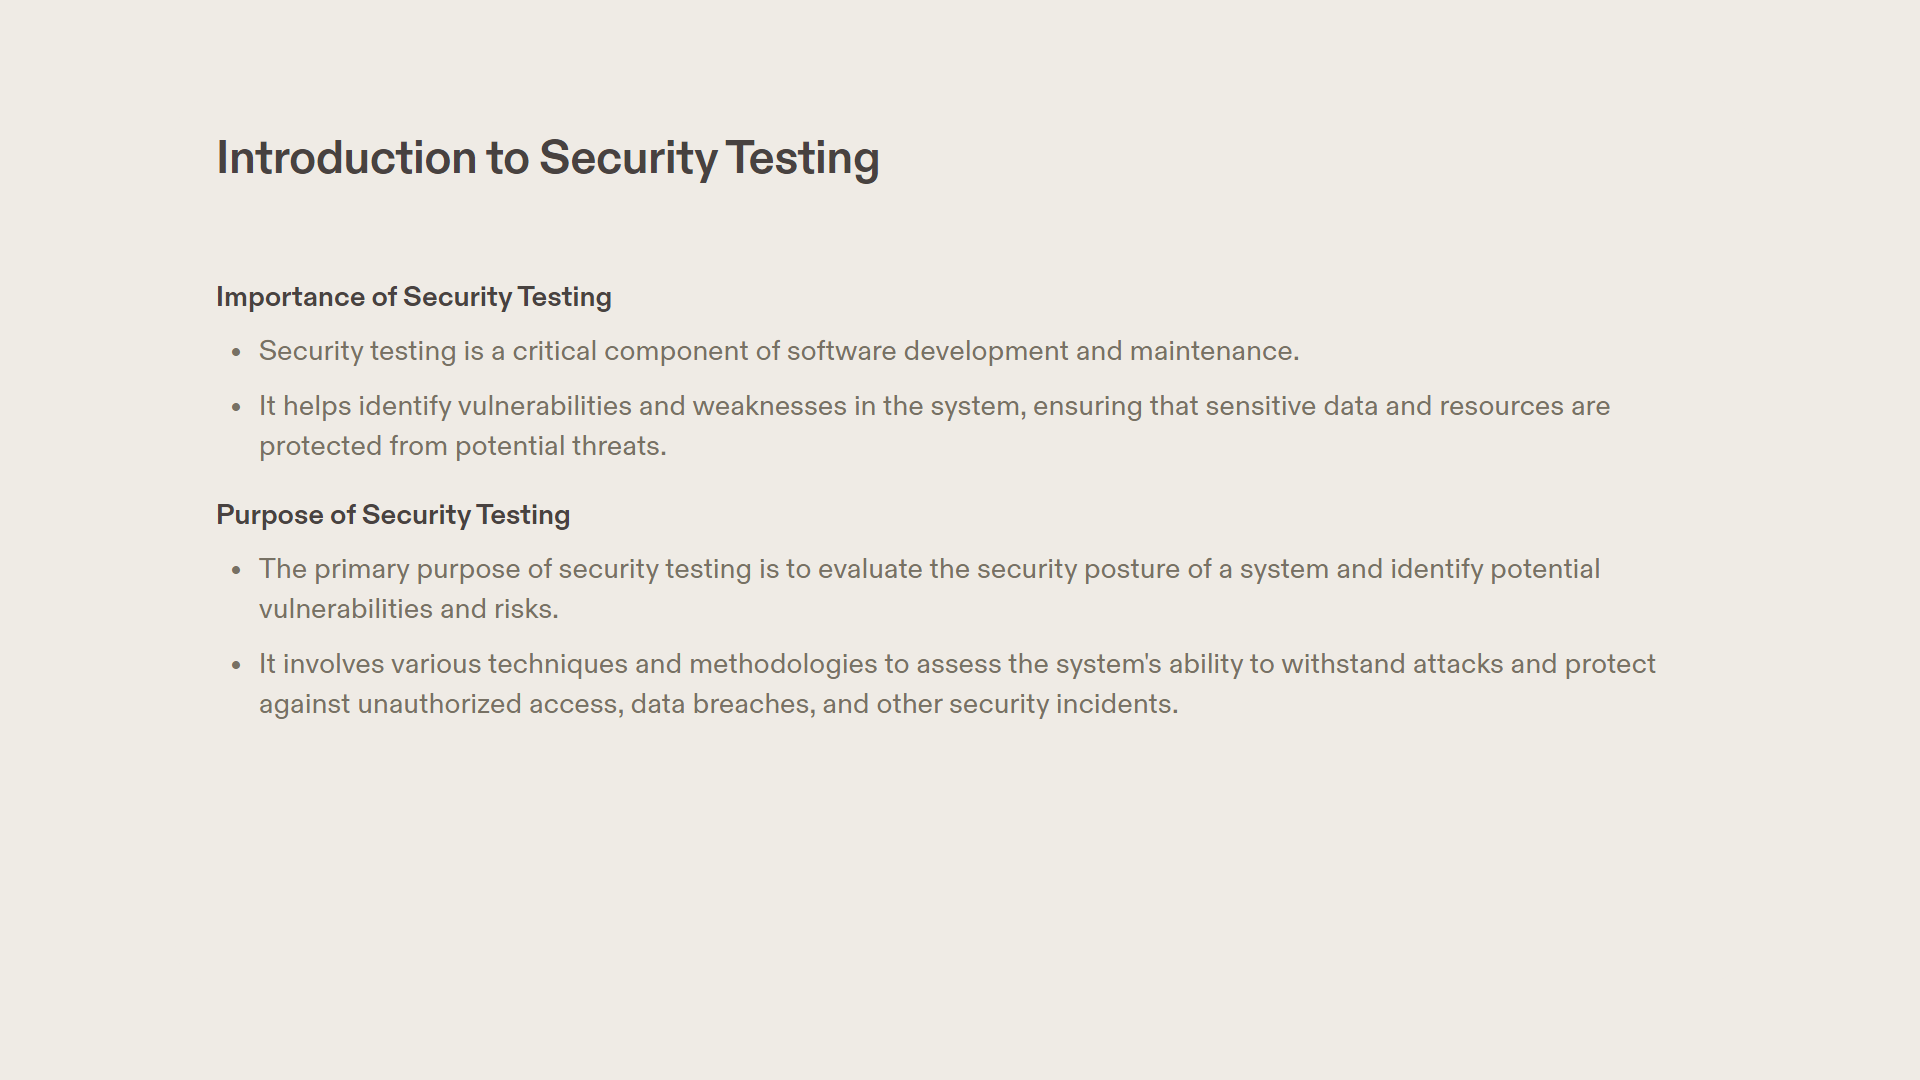 Introduction to Security Testing
Importance of Security Testing
• Security testing is a critical component of software development and maintenance.
• It helps identify vulnerabilities and weaknesses in the system, ensuring that sensitive data and resources are
protected from potential threats.
Purpose of Security Testing
• The primary purpose of security testing is to evaluate the security posture of a system and identify potential
vulnerabilities and risks.
• It involves various techniques and methodologies to assess the system's ability to withstand attacks and protect
against unauthorized access, data breaches, and other security incidents.